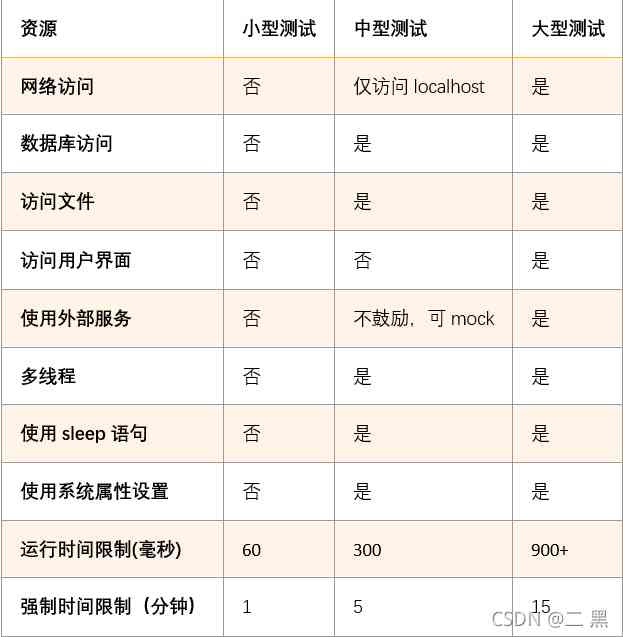 资源 小型测试 中型测试 大型测试
网络访问 否 仅访问 localhost 是
数据库访问 否 是 是
访问文件 否 是 是
访问用户界面 否 否 是
使用外部服务 否 不鼓励，可 mock 是
多线程 否 是 是
使用 sleep 语句 否 是 是
使用系统属性设置 否 是 是
运行时间限制(毫秒) 60 300 900+
强制时间限制（分钟） 1 5 15
CSDN @二 黑